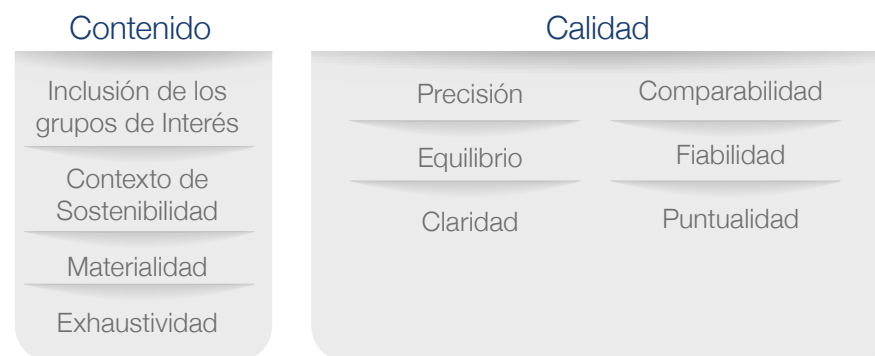 Contenido
Inclusión de los
grupos de Interés
Contexto de
Sostenibilidad
Materialidad
Exhaustividad
Calidad
Precisión
Equilibrio
Claridad
Comparabilidad
Fiabilidad
Puntualidad